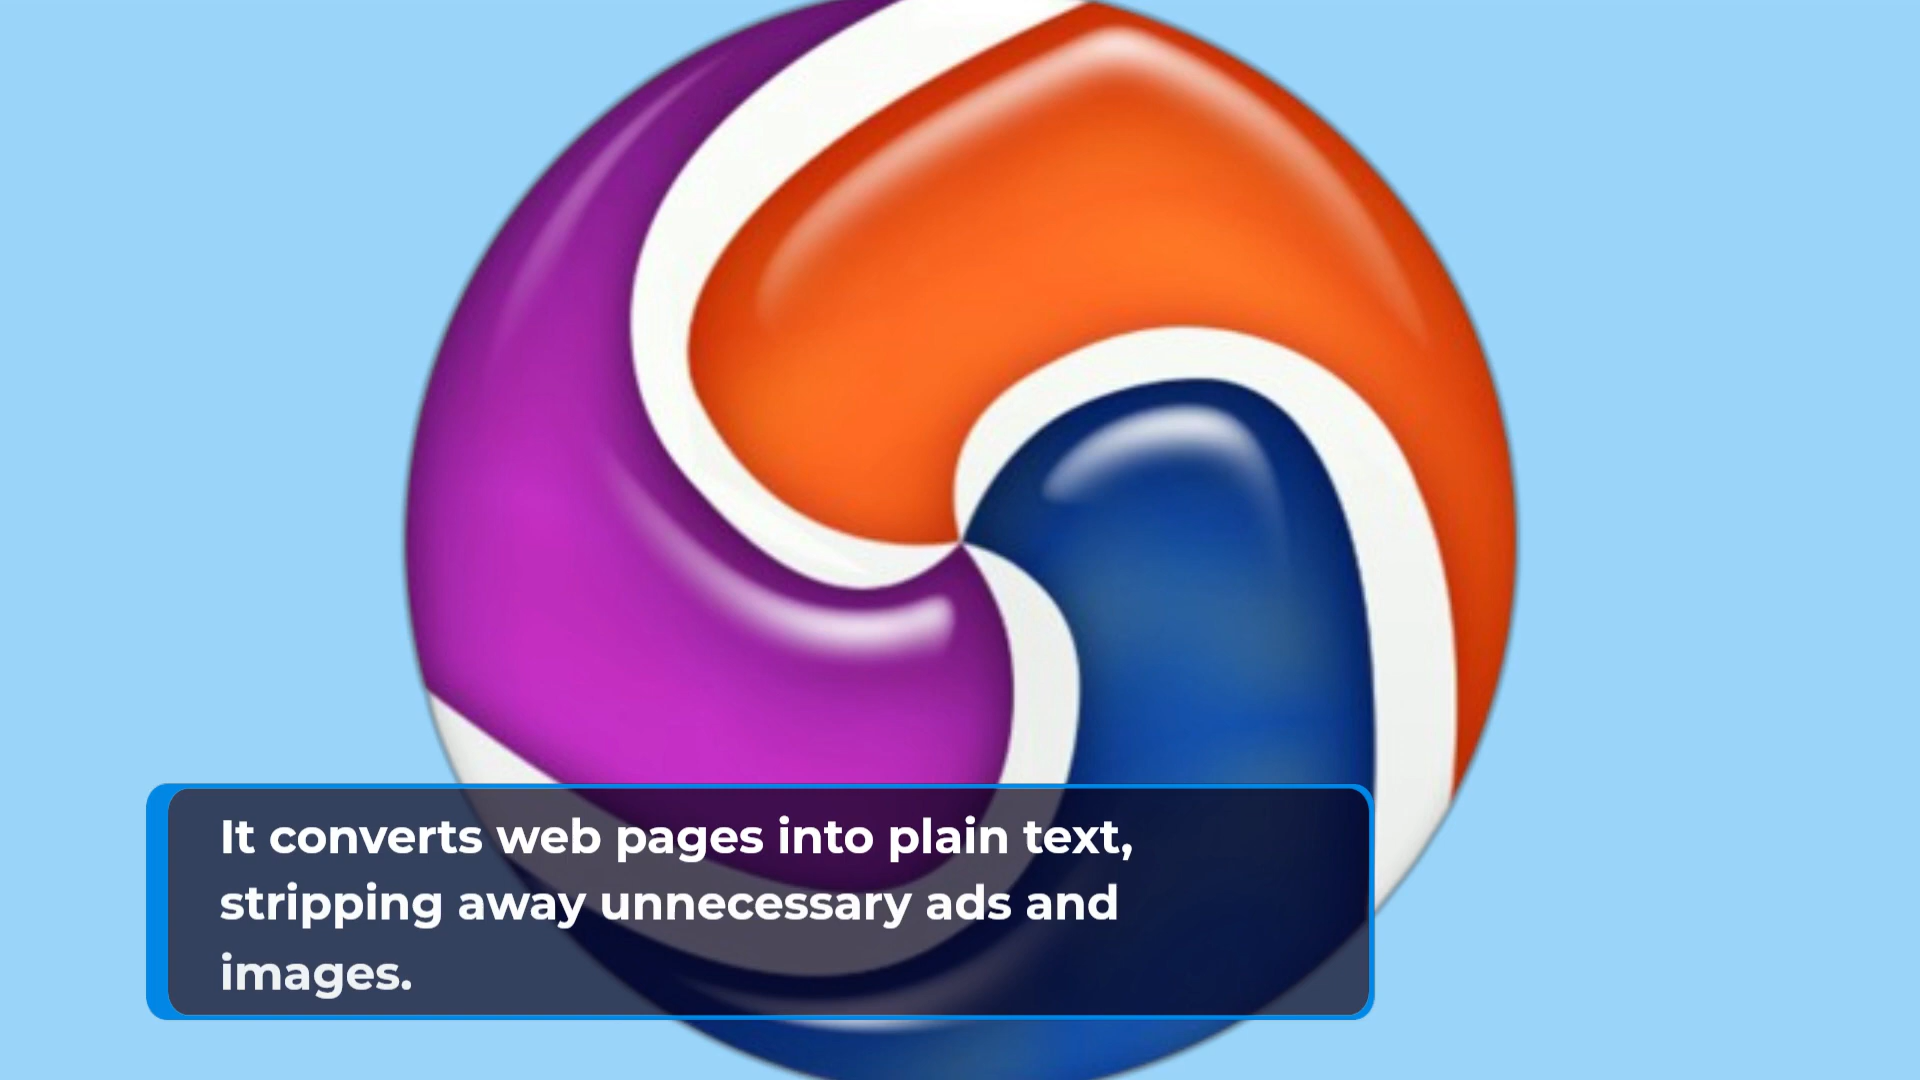 It converts web pages into plain text,
stripping away unnecessary ads and
images.